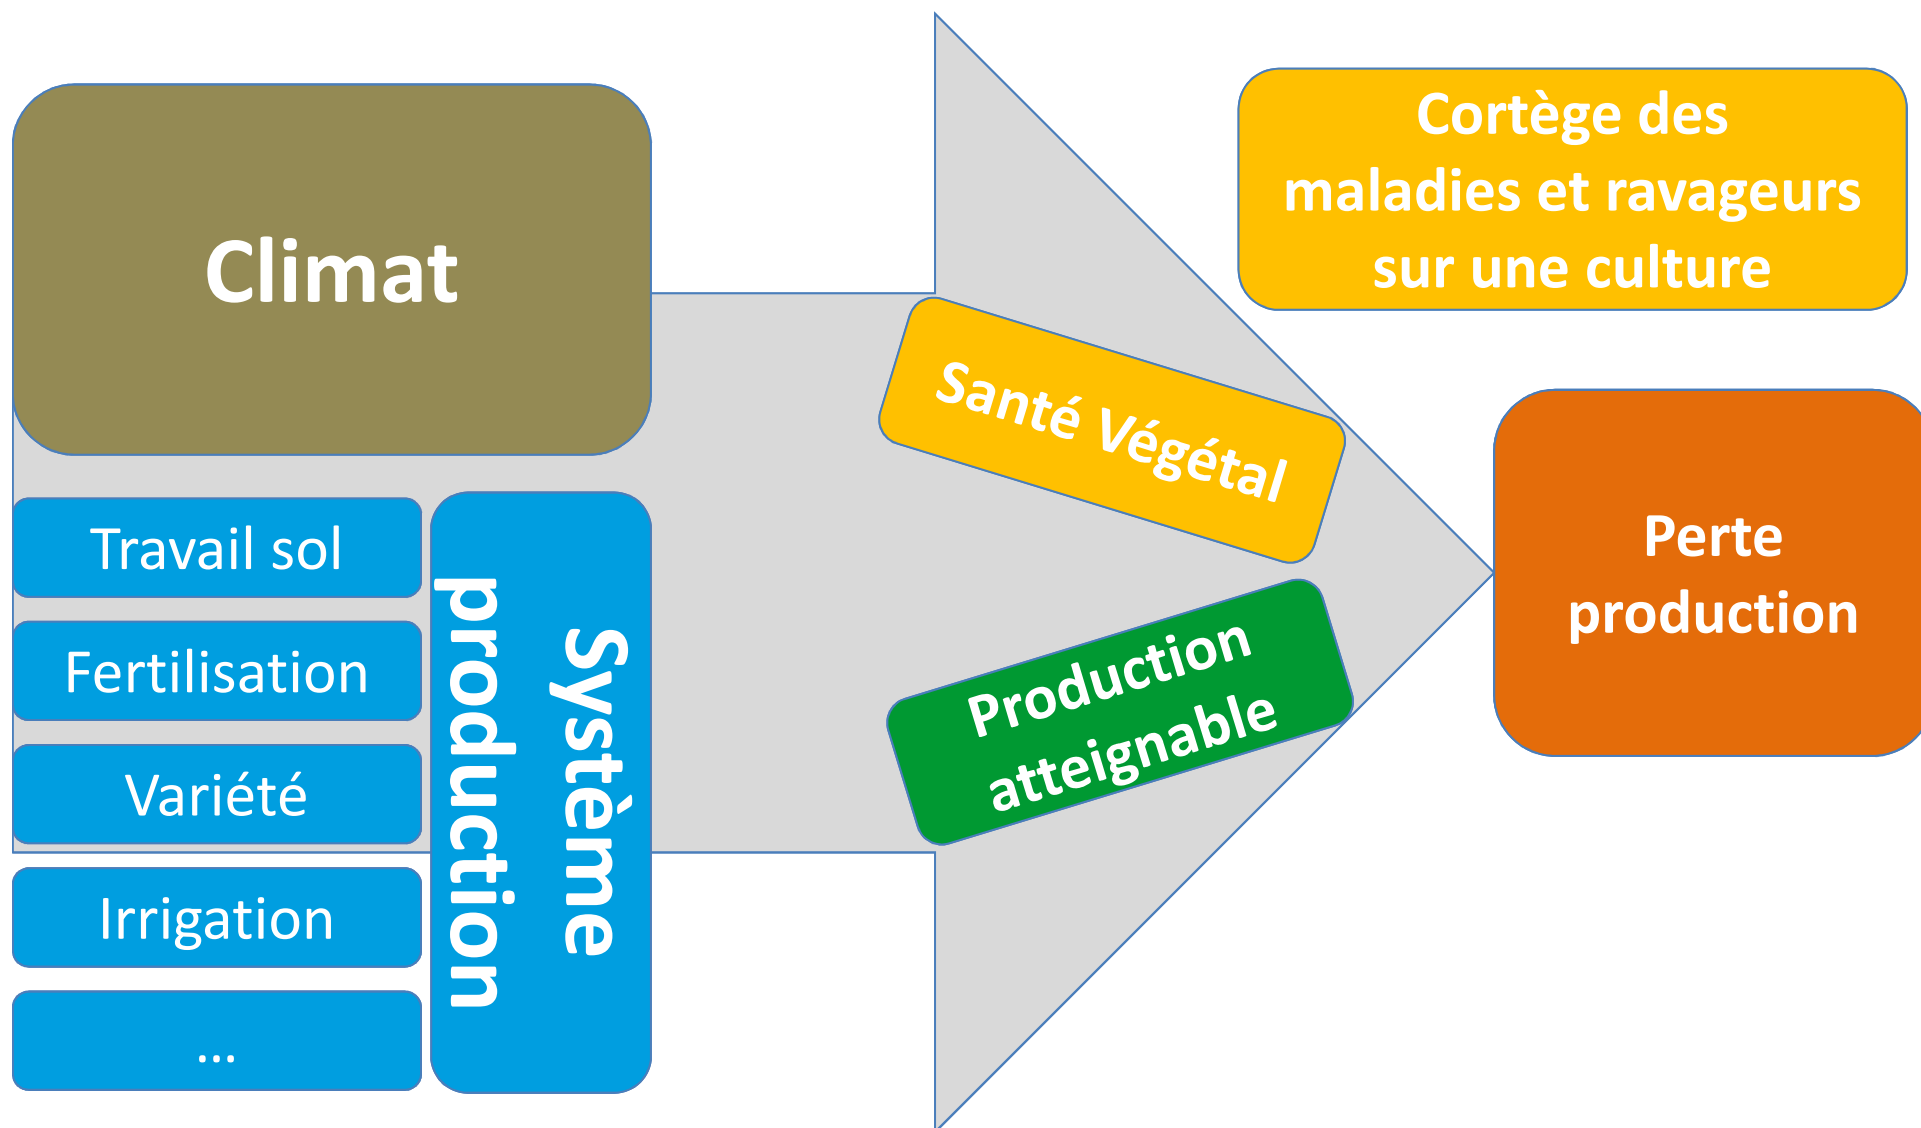 Climat
Travail sol
Fertilisation
Variété
Irrigation
...
Système
production
Santé Végétal
Production
atteignable
Cortège des
maladies et ravageurs
sur une culture
Perte
production